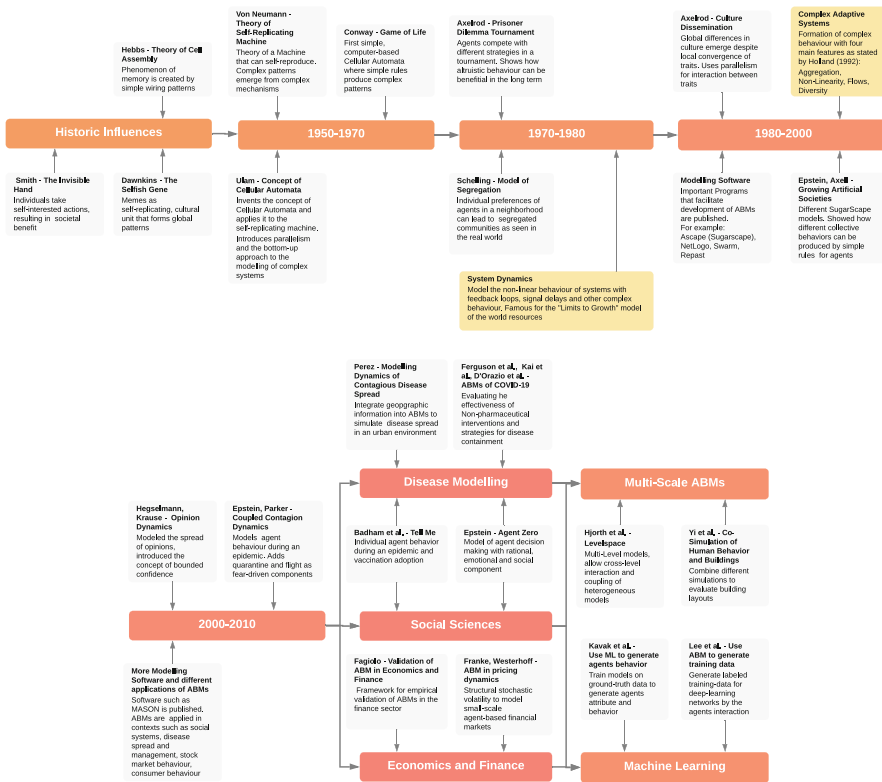 Hebbs - Theory of Cell
Assembly
Phenomenon of
memory is created by
simple wiring patterns
Von Neumann -
Theory of
Self-Replicating
Machine
Theory of a Machine
that can self-reproduce.
Complex patterns
emerge from complex
mechanisms
Conway - Game of Life
First simple,
computer-based
Cellular Automata
where simple rules
produce complex
patterns
Axelrod - Prisoner
Dilemma Tournament
Agents compete with
different strategies in a
tournament. Shows how
altruistic behaviour can be
benefitial in the long term
Axelrod - Culture
Dissemination
Global differences in
culture emerge despite
local convergence of
traits. Uses parallelism
for interaction between
traits
Complex Adaptive
Systems
Formation of complex
behaviour with four
main features as stated
by Holland (1992):
Aggregation,
Non-Linearity, Flows,
Diversity
Historic Influences
1950-1970
1970-1980
1980-2000
Smith - The Invisible
Hand
Individuals take
self-interested actions,
resulting in societal
benefit
Dawnkins - The
Selfish Gene
Memes as
self-replicating, cultural
unit that forms global
patterns
Ulam - Concept of
Cellular Automata
Invents the concept of
Cellular Automata and
applies it to the
self-replicating machine.
Introduces parallelism
and the bottom-up
approach to the
modelling of complex
systems
Schelling - Model of
Segregation
Individual preferences of
agents in a neighborhood
can lead to segregated
communities as seen in
the real world
System Dynamics
Model the non-linear behaviour of systems with
feedback loops, signal delays and other complex
behaviour, Famous for the "Limits to Growth" model
of the world resources
Modelling Software
Important Programs
that facilitate
development of ABMs
are published.
For example:
Ascape (Sugarscape),
NetLogo, Swarm,
Repast
Epstein, Axell -
Growing Artificial
Societies
Different SugarScape
models. Showed how
different collective
behaviors can be
produced by simple
rules for agents
Perez - Modelling
Dynamics of
Contagious Disease
Spread
Integrate geopgraphic
information into ABMs to
simulate disease spread
in an urban environment
Ferguson et al., Kai et
al., D'Orazio et al. -
ABMs of COVID-19
Evaluating he
effectiveness of
Non-pharmaceutical
interventions and
strategies for disease
containment
Disease Modelling
Multi-Scale ABMs
Hegselmann,
Krause - Opinion
Dynamics
Modeled the spread
of opinions,
introduced the
concept of bounded
confidence
Epstein, Parker -
Coupled Contagion
Dynamics
Models agent
behaviour during an
epidemic. Adds
quarantine and flight as
fear-driven components
Badham et al. - Tell Me
Individual agent behavior
during an epidemic and
vaccination adoption
Epstein - Agent Zero
Model of agent decision
making with rational,
emotional and social
component
Hjorth et al. -
Levelspace
Multi-Level models,
allow cross-level
interaction and
coupling of
heterogeneous
models
Yi et al. - Co-
Simulation of
Human Behavior
and Buildings
Combine different
simulations to
evaluate building
layouts
2000-2010
Social Sciences
More Modelling
Software and different
applications of ABMs
Software such as
MASON is published.
ABMs are applied in
contexts such as social
systems, disease
spread and
management, stock
market behaviour,
consumer behaviour
Fagiolo - Validation of
ABM in Economics and
Finance
Framework for empirical
validation of ABMs in the
finance sector
Franke, Westerhoff -
ABM in pricing
dynamics
Structural stochastic
volatility to model
small-scale
agent-based financial
markets
Kavak et al. -
Use ML to generate
agents behavior
Train models on
ground-truth data to
generate agents
attribute and
behavior
Lee et al. - Use
ABM to generate
training data
Generate labeled
training-data for
deep-learning
networks by the
agents interaction
Economics and Finance
Machine Learning